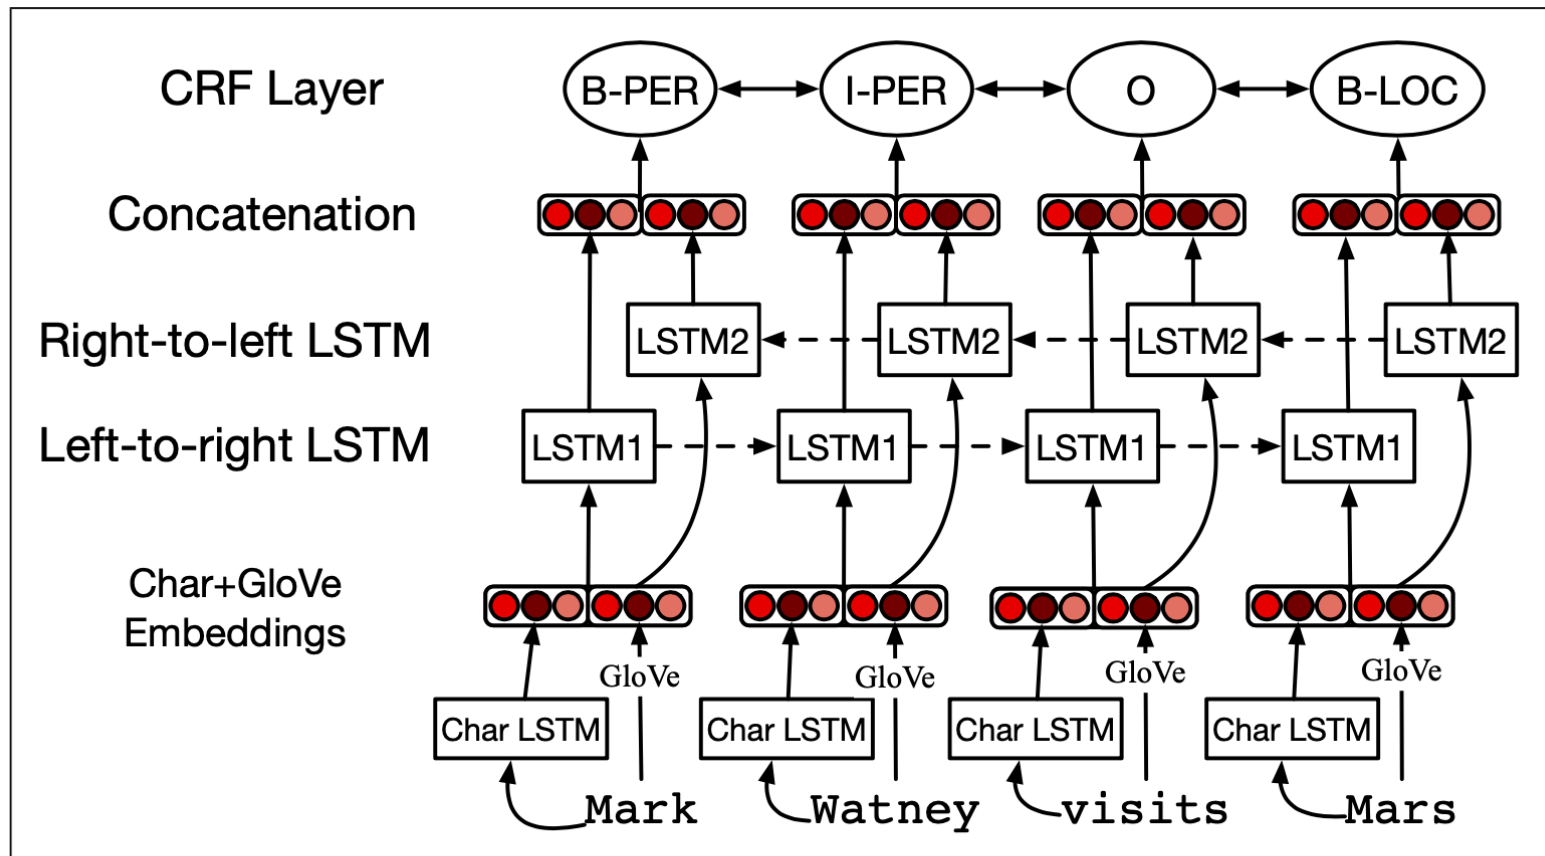 CRF Layer B-PER I-PER O B-LOC
Concatenation
Right-to-left LSTM LSTM2 LSTM2 LSTM2 LSTM2
Left-to-right LSTM LSTM1 LSTM1 LSTM1 LSTM1
Char+GloVe
Embeddings
GloVe GloVe GloVe GloVe
Char LSTM Char LSTM Char LSTM Char LSTM
Mark Watney visits Mars